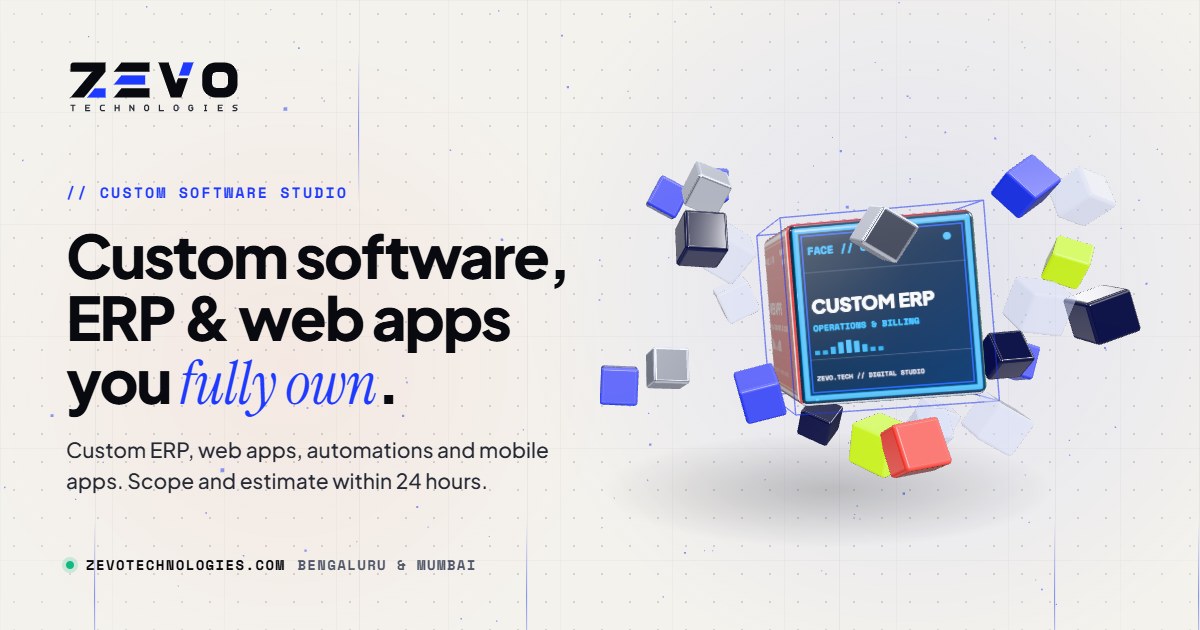 ZEVO
TECHNOLOGIES
// CUSTOM SOFTWARE STUDIO
Custom software,
ERP & web apps
you fully own.
Custom ERP, web apps, automations and mobile
apps. Scope and estimate within 24 hours.
ZEVOTECHNOLOGIES.COM BENGALURU & MUMBAI
FACE //
CUSTOM ERP
OPERATIONS & BILLING
ZEVO.TECH // DIGITAL STUDIO